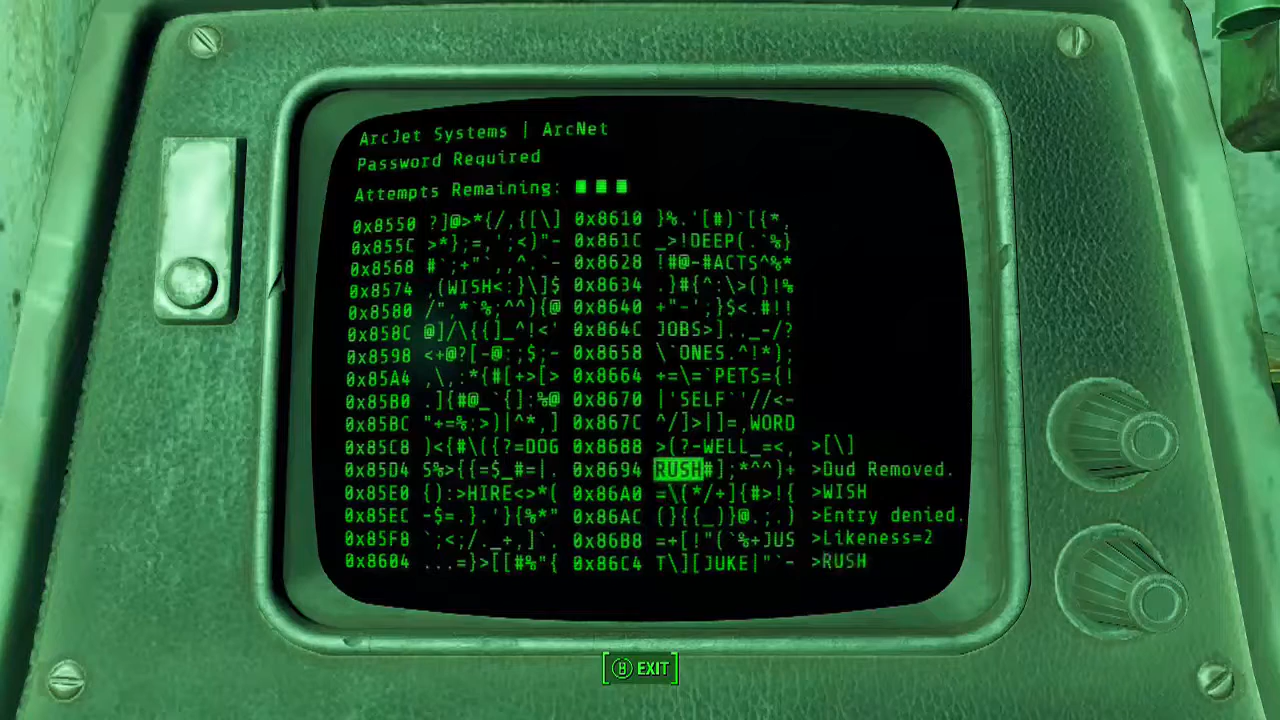 ArcJet Systems | ArcNet
Password Required
Attempts Remaining: ■ ■ ■
0x8550 ?]@>*{/,{[\] 0x8610 }%.'[#)`[{*,
0x855C >*};=,';<)"- 0x861C _>!DEEP(.`%}
0x8568 #`;+"`,,^.`- 0x8628 !#@-#ACTS^%*
0x8574 ,(WISH<:}\]$ 0x8634 .}#{^:\>(}!%
0x8580 /",*`%;^^){@ 0x8640 +"-';}$<.#!!
0x858C @]/\{{]_^!<' 0x864C JOBS>].._-/?
0x8598 <+@?[-@:;$;- 0x8658 \`ONES.^!*);
0x85A4 ,\,:*{#[+>[> 0x8664 +=\=`PETS={!
0x85B0 .]{#@_`{]:%@ 0x8670 |'SELF`'//<-
0x85BC "+=%:>)|^*,] 0x867C ^/]>|]=,WORD
0x85C8 )<{#\({?=DOG 0x8688 >(?-WELL_=<, >[\]
0x85D4 S%>{{=$_#=|. 0x8694 RUSH#];*^^)+ >Dud Removed.
0x85E0 {):>HIRE<>*( 0x86A0 =\(*/+]{#>!{ >WISH
0x85EC -$=.}.'}{%*" 0x86AC (}{{_)}@.;.) >Entry denied.
0x85F8 `;<;/._+,]`. 0x86B8 =+[!"(`%+JUS >Likeness=2
0x8604 ...=}>[[#%"{ 0x86C4 T\][JUKE|"`- >RUSH
[Ⓑ EXIT]